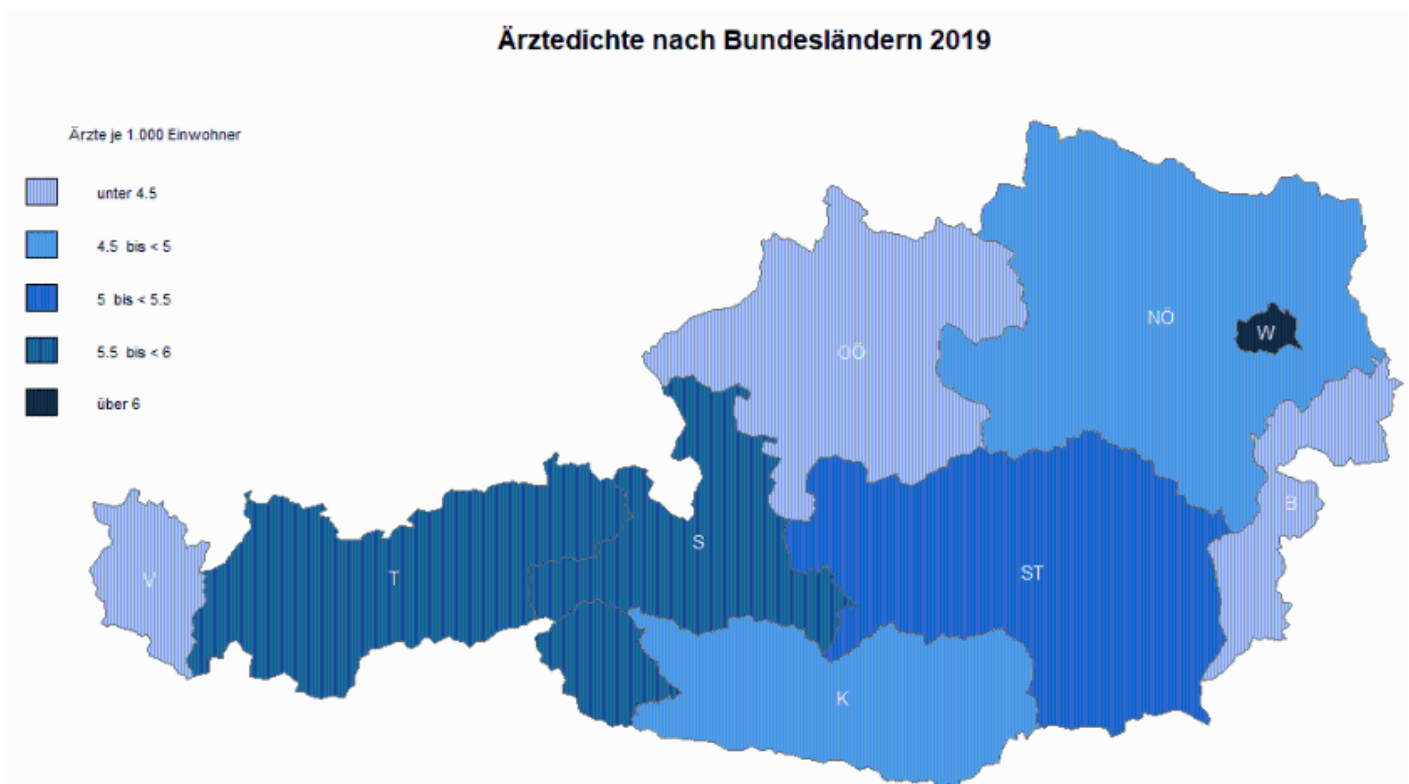 Ärztedichte nach Bundesländern 2019
Ärzte je 1.000 Einwohner
unter 4.5
4.5 bis < 5
5 bis < 5.5
5.5 bis < 6
über 6
NÖ
W
OÖ
B
S
ST
T
V
K